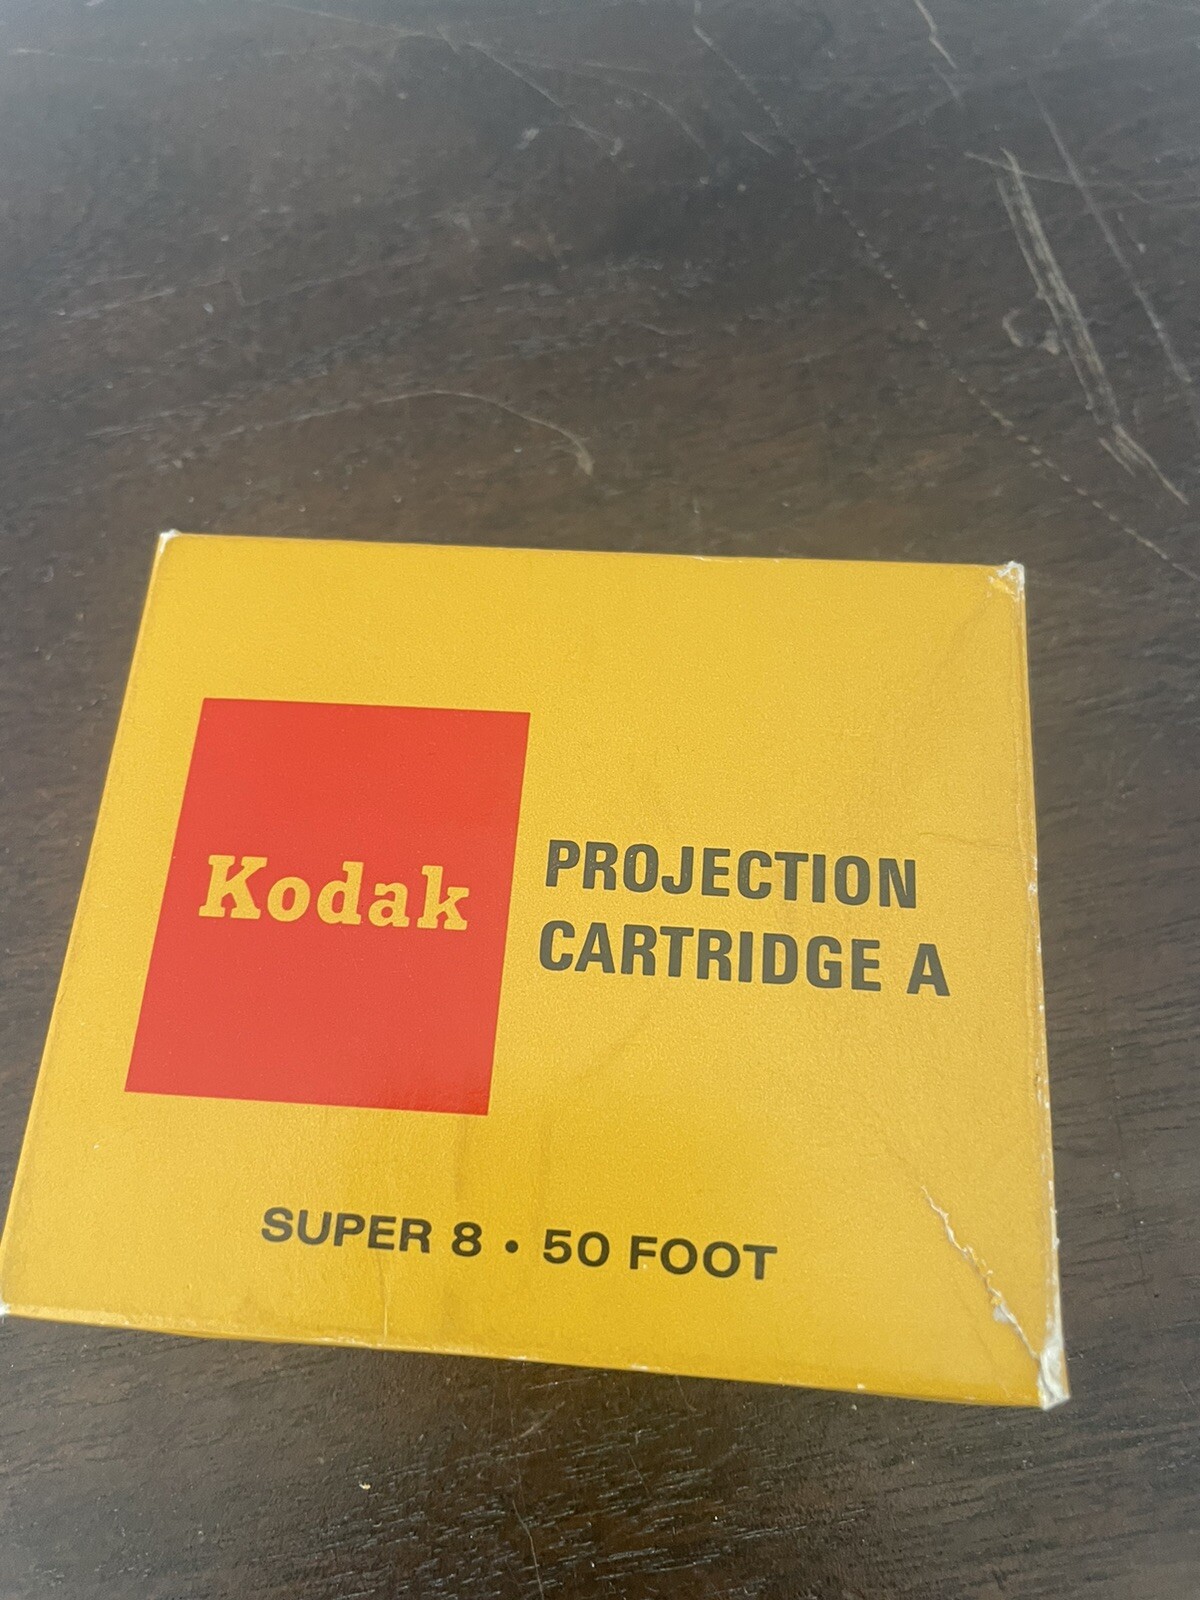 Kodak
PROJECTION
CARTRIDGE A
SUPER 8 • 50 FOOT